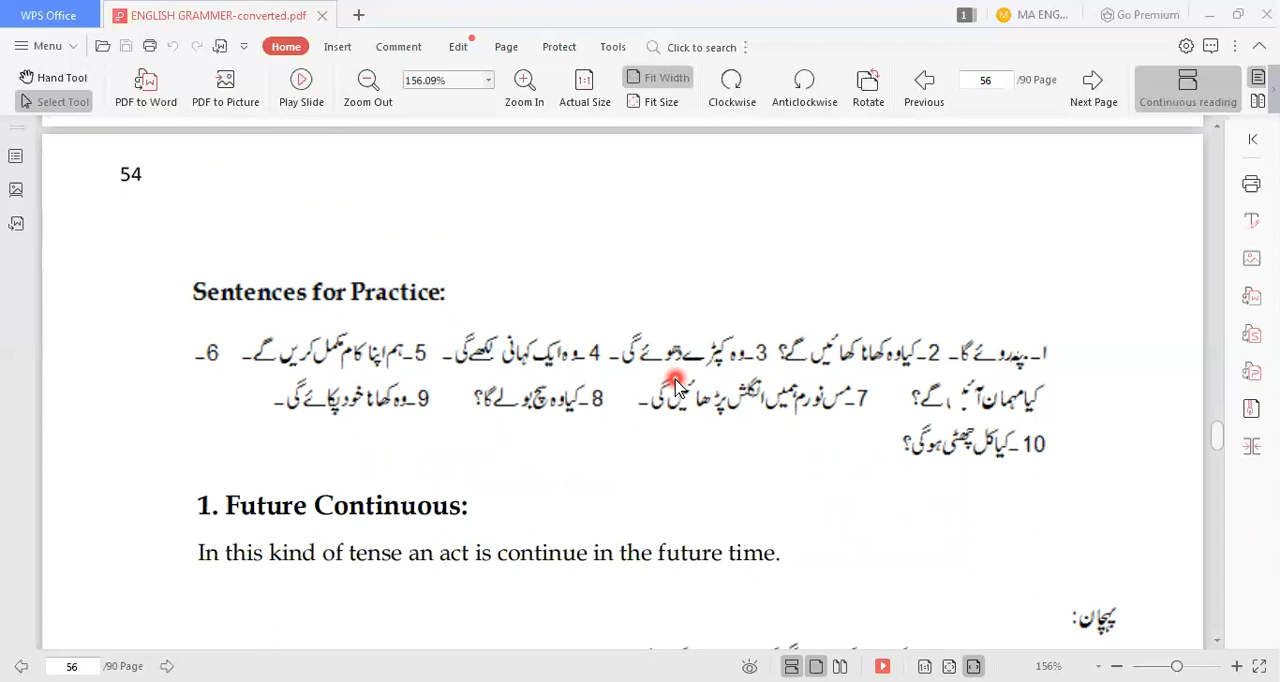 WPS Office
ENGLISH GRAMMER-converted.pdf
1
M
MA ENG...
Go Premium
Menu
Home
Insert
Comment
Edit
Page
Protect
Tools
Click to search
Hand Tool
Select Tool
PDF to Word
PDF to Picture
Play Slide
Zoom Out
156.09%
Zoom In
1:1
Actual Size
Fit Width
Fit Size
Clockwise
Anticlockwise
Rotate
Previous
56
/90 Page
Next Page
Continuous reading
54
Sentences for Practice:
۱۔ روئے گا۔ 2۔کیا وہ کھانا کھائیں گے؟ 3۔وہ کپڑے دھوئے گی۔ 4۔وہ ایک کہانی لکھے گی۔ 5۔ہم اپنا کام مکمل کریں گے۔ 6۔
کیا مہمان آئیں گے؟ 7۔مس نورم ہمیں انگلش پڑھائیں گی۔ 8۔کیا وہ سچ بولے گا؟ 9۔وہ کھانا خود پکائے گی۔
10۔کیا کل چھٹی ہوگی؟
1. Future Continuous:
In this kind of tense an act is continue in the future time.
پہچان:
56
/90 Page
156%